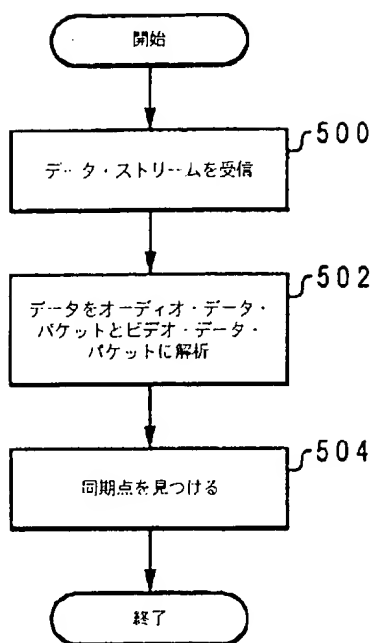 開始
500
データ・ストリームを受信
502
データをオーディオ・データ・
パケットとビデオ・データ・
パケットに解析
504
同期点を見つける
終了